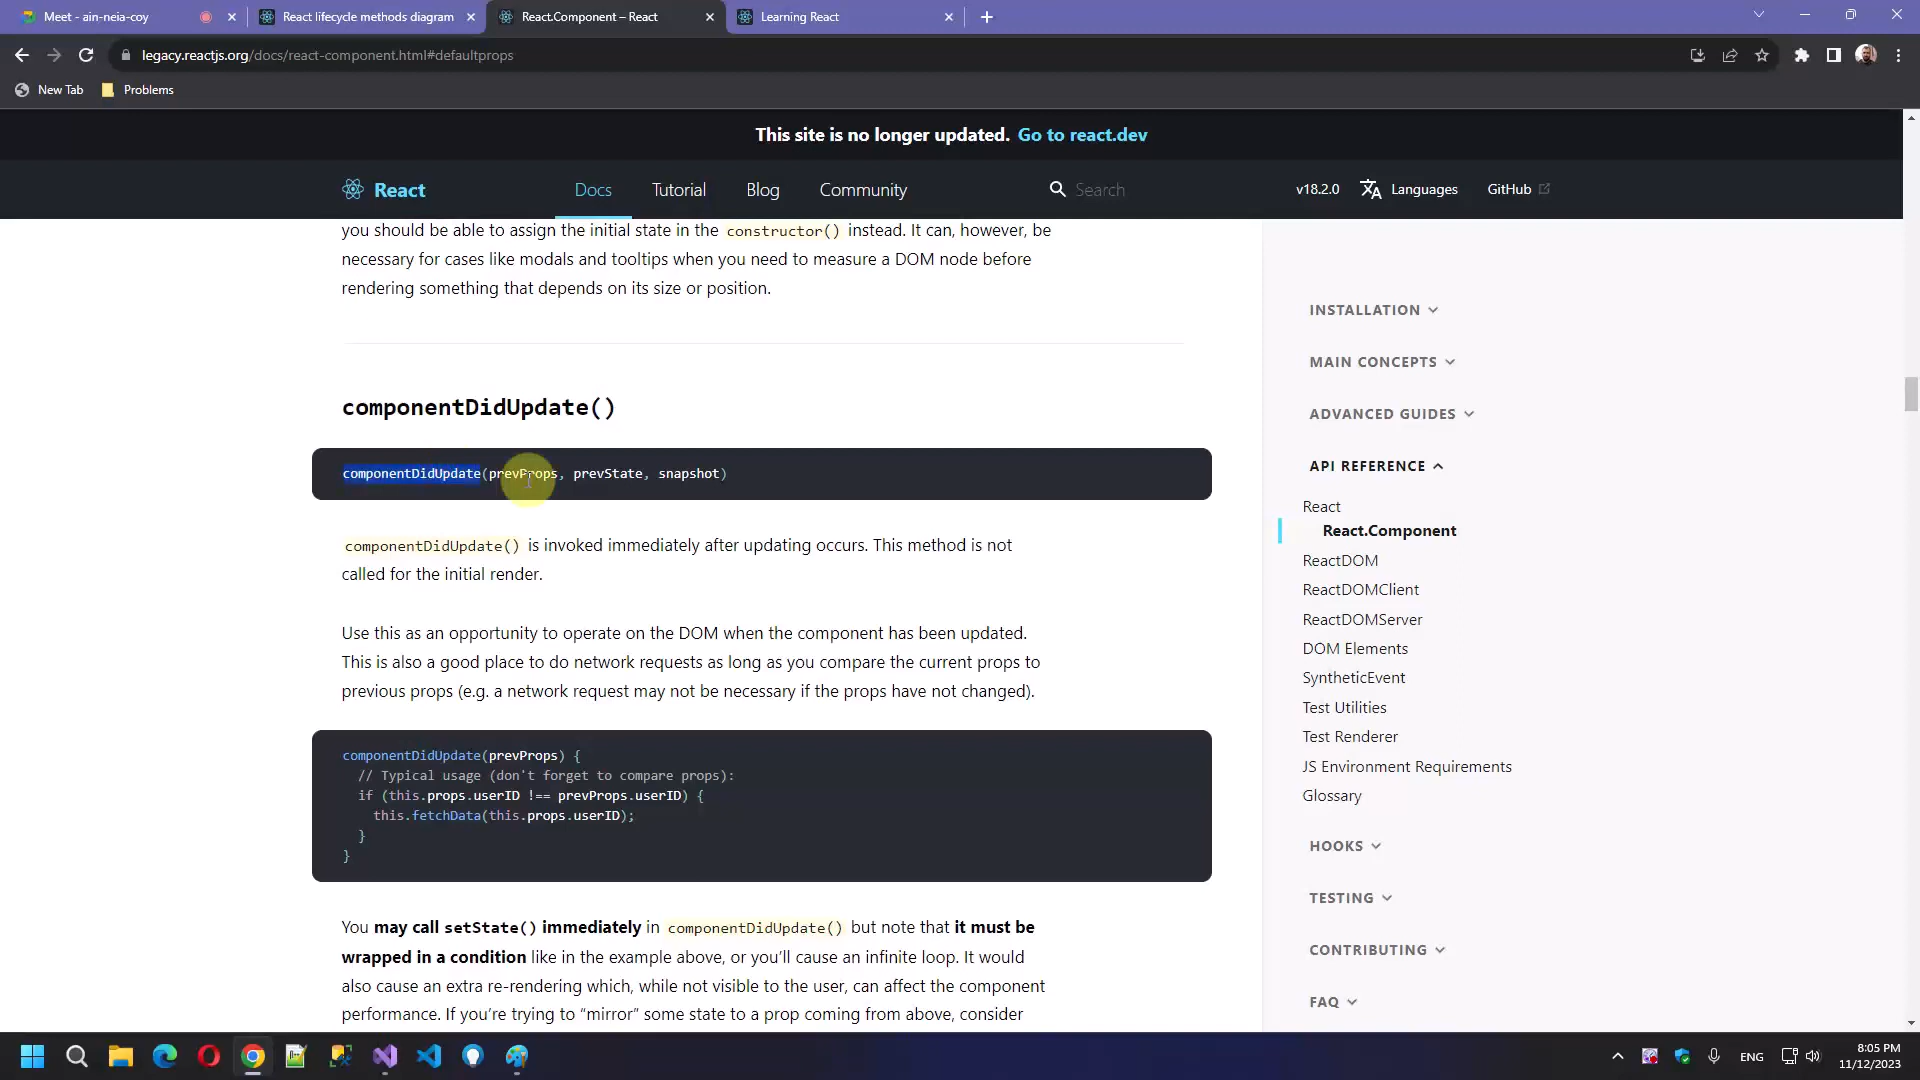 Meet - ain-neia-coy
React lifecycle methods diagram
React.Component – React
Learning React
legacy.reactjs.org/docs/react-component.html#defaultprops
New Tab
Problems
This site is no longer updated. Go to react.dev
React
Docs
Tutorial
Blog
Community
Search
v18.2.0
Languages
GitHub
you should be able to assign the initial state in the constructor() instead. It can, however, be
necessary for cases like modals and tooltips when you need to measure a DOM node before
rendering something that depends on its size or position.
componentDidUpdate()
componentDidUpdate(prevProps, prevState, snapshot)
componentDidUpdate() is invoked immediately after updating occurs. This method is not
called for the initial render.
Use this as an opportunity to operate on the DOM when the component has been updated.
This is also a good place to do network requests as long as you compare the current props to
previous props (e.g. a network request may not be necessary if the props have not changed).
componentDidUpdate(prevProps) {
// Typical usage (don't forget to compare props):
if (this.props.userID !== prevProps.userID) {
this.fetchData(this.props.userID);
}
}
You may call setState() immediately in componentDidUpdate() but note that it must be
wrapped in a condition like in the example above, or you’ll cause an infinite loop. It would
also cause an extra re-rendering which, while not visible to the user, can affect the component
performance. If you’re trying to “mirror” some state to a prop coming from above, consider
INSTALLATION
MAIN CONCEPTS
ADVANCED GUIDES
API REFERENCE
React
React.Component
ReactDOM
ReactDOMClient
ReactDOMServer
DOM Elements
SyntheticEvent
Test Utilities
Test Renderer
JS Environment Requirements
Glossary
HOOKS
TESTING
CONTRIBUTING
FAQ
ENG
8:05 PM
11/12/2023